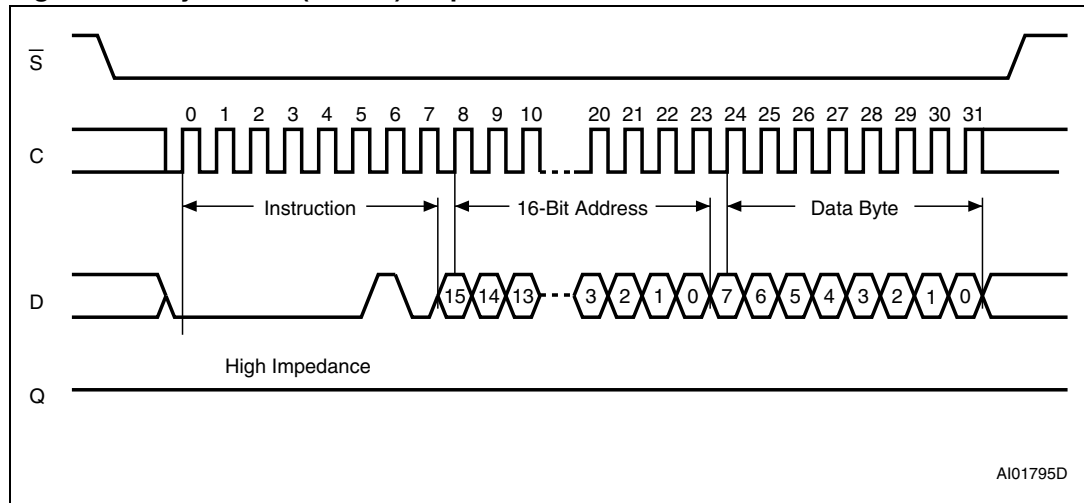 S̅
0 1 2 3 4 5 6 7 8 9 10 20 21 22 23 24 25 26 27 28 29 30 31
C
Instruction 16-Bit Address Data Byte
D
15 14 13 3 2 1 0 7 6 5 4 3 2 1 0
High Impedance
Q
AI01795D